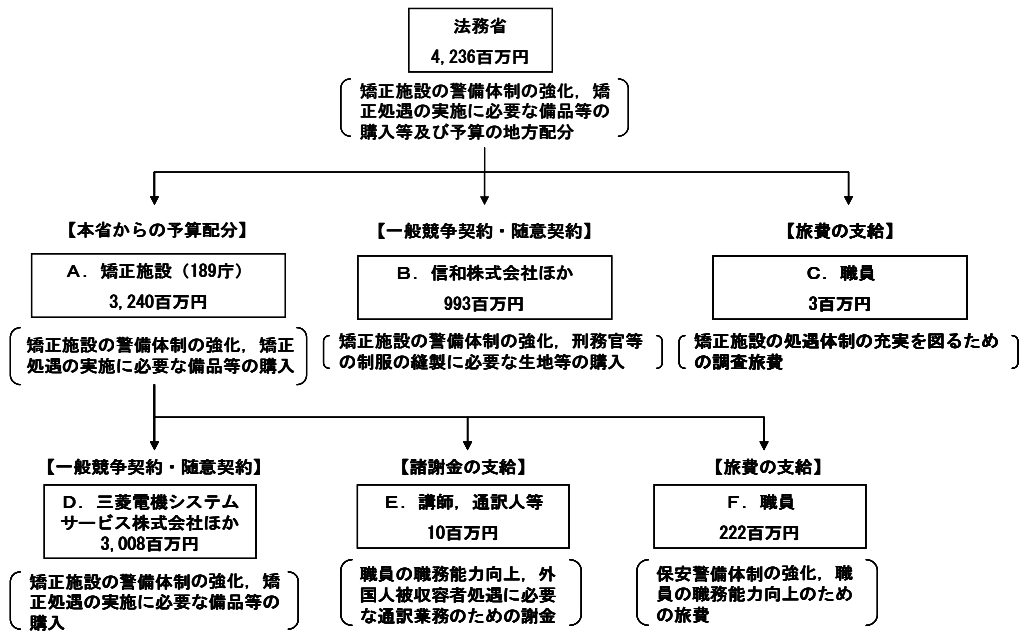 法務省
4,236百万円
矯正施設の警備体制の強化，矯
正処遇の実施に必要な備品等の
購入等及び予算の地方配分
【本省からの予算配分】
A．矯正施設（189庁）
3,240百万円
矯正施設の警備体制の強化，矯正
処遇の実施に必要な備品等の購入
【一般競争契約・随意契約】
B．信和株式会社ほか
993百万円
矯正施設の警備体制の強化，刑務官等
の制服の縫製に必要な生地等の購入
【旅費の支給】
C．職員
3百万円
矯正施設の処遇体制の充実を図るため
の調査旅費
【一般競争契約・随意契約】
D．三菱電機システム
サービス株式会社ほか
3,008百万円
矯正施設の警備体制の強化，矯
正処遇の実施に必要な備品等の
購入
【諸謝金の支給】
E．講師，通訳人等
10百万円
職員の職務能力向上，外
国人被収容者処遇に必要
な通訳業務のための謝金
【旅費の支給】
F．職員
222百万円
保安警備体制の強化，職
員の職務能力向上のため
の旅費